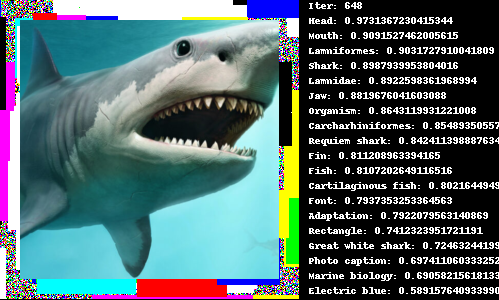 Iter: 648
Head: 0.9731367230415344
Mouth: 0.9091527462005615
Lamniformes: 0.9031727910041809
Shark: 0.8987939953804016
Lamnidae: 0.8922598361968994
Jaw: 0.8819676041603088
Organism: 0.8643119931221008
Carcharhiniformes: 0.85489350557
Requiem shark: 0.842411398887634
Fin: 0.811208963394165
Fish: 0.8107202649116516
Cartilaginous fish: 0.8021644949
Font: 0.7937353253364563
Adaptation: 0.7922079563140869
Rectangle: 0.7412323951721191
Great white shark: 0.72463244199
Photo caption: 0.697411060333252
Marine biology: 0.69058215618133
Electric blue: 0.589157640933990